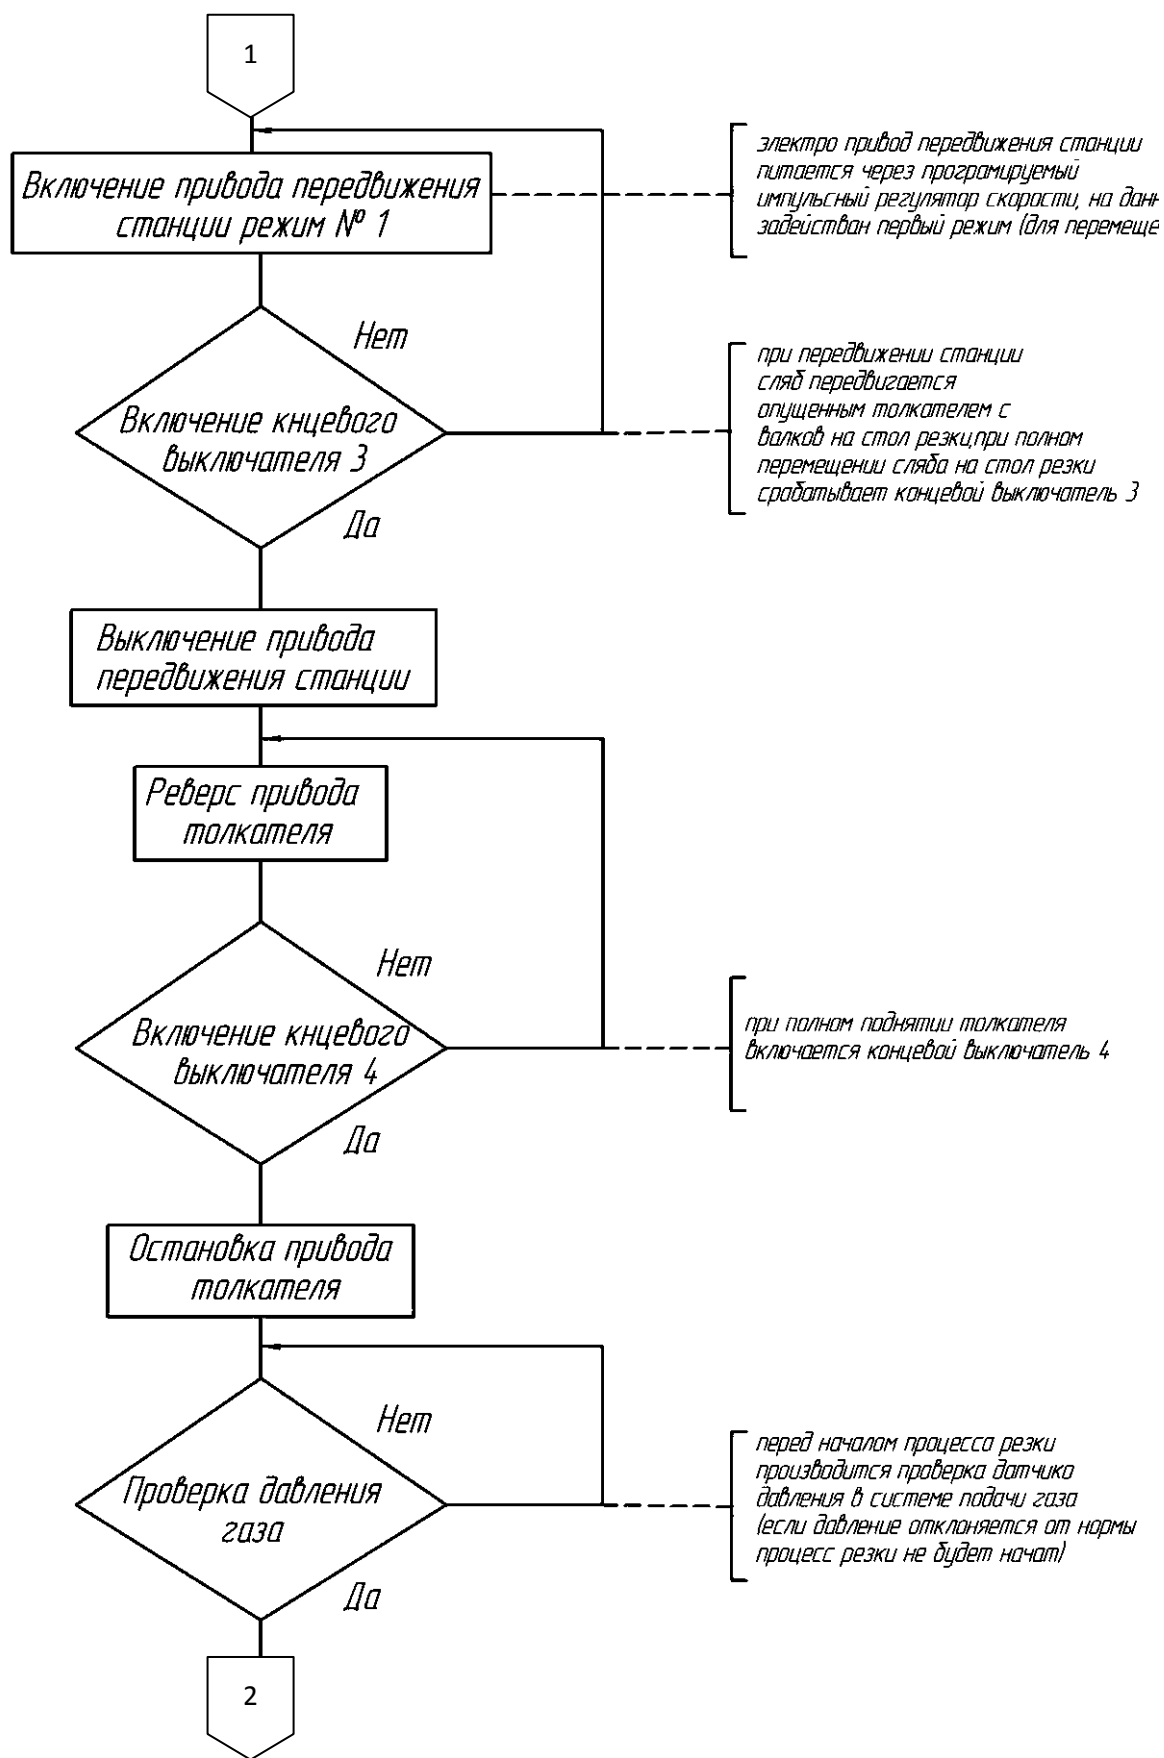 1
Включение привода передвижения
станции режим № 1
электро привод передвижения станции
питается через програмируемый
импульсный регулятор скорости, на данн
задействан первый режим (для перемеще
Нет
Включение кнцевого
выключателя 3
Да
при передвижении станции
сляб передвигается
опущенным толкателем с
валков на стол резки,при полном
перемещении сляба на стол резки
срабатывает концевой выключатель 3
Выключение привода
передвижения станции
Реверс привода
толкателя
Нет
Включение кнцевого
выключателя 4
Да
при полном поднятии толкателя
включается концевой выключатель 4
Остановка привода
толкателя
Нет
Проверка давления
газа
Да
перед началом процесса резки
производится проверка датчико
давления в системе подачи газа
(если давление отклоняется от нормы
процесс резки не будет начат)
2